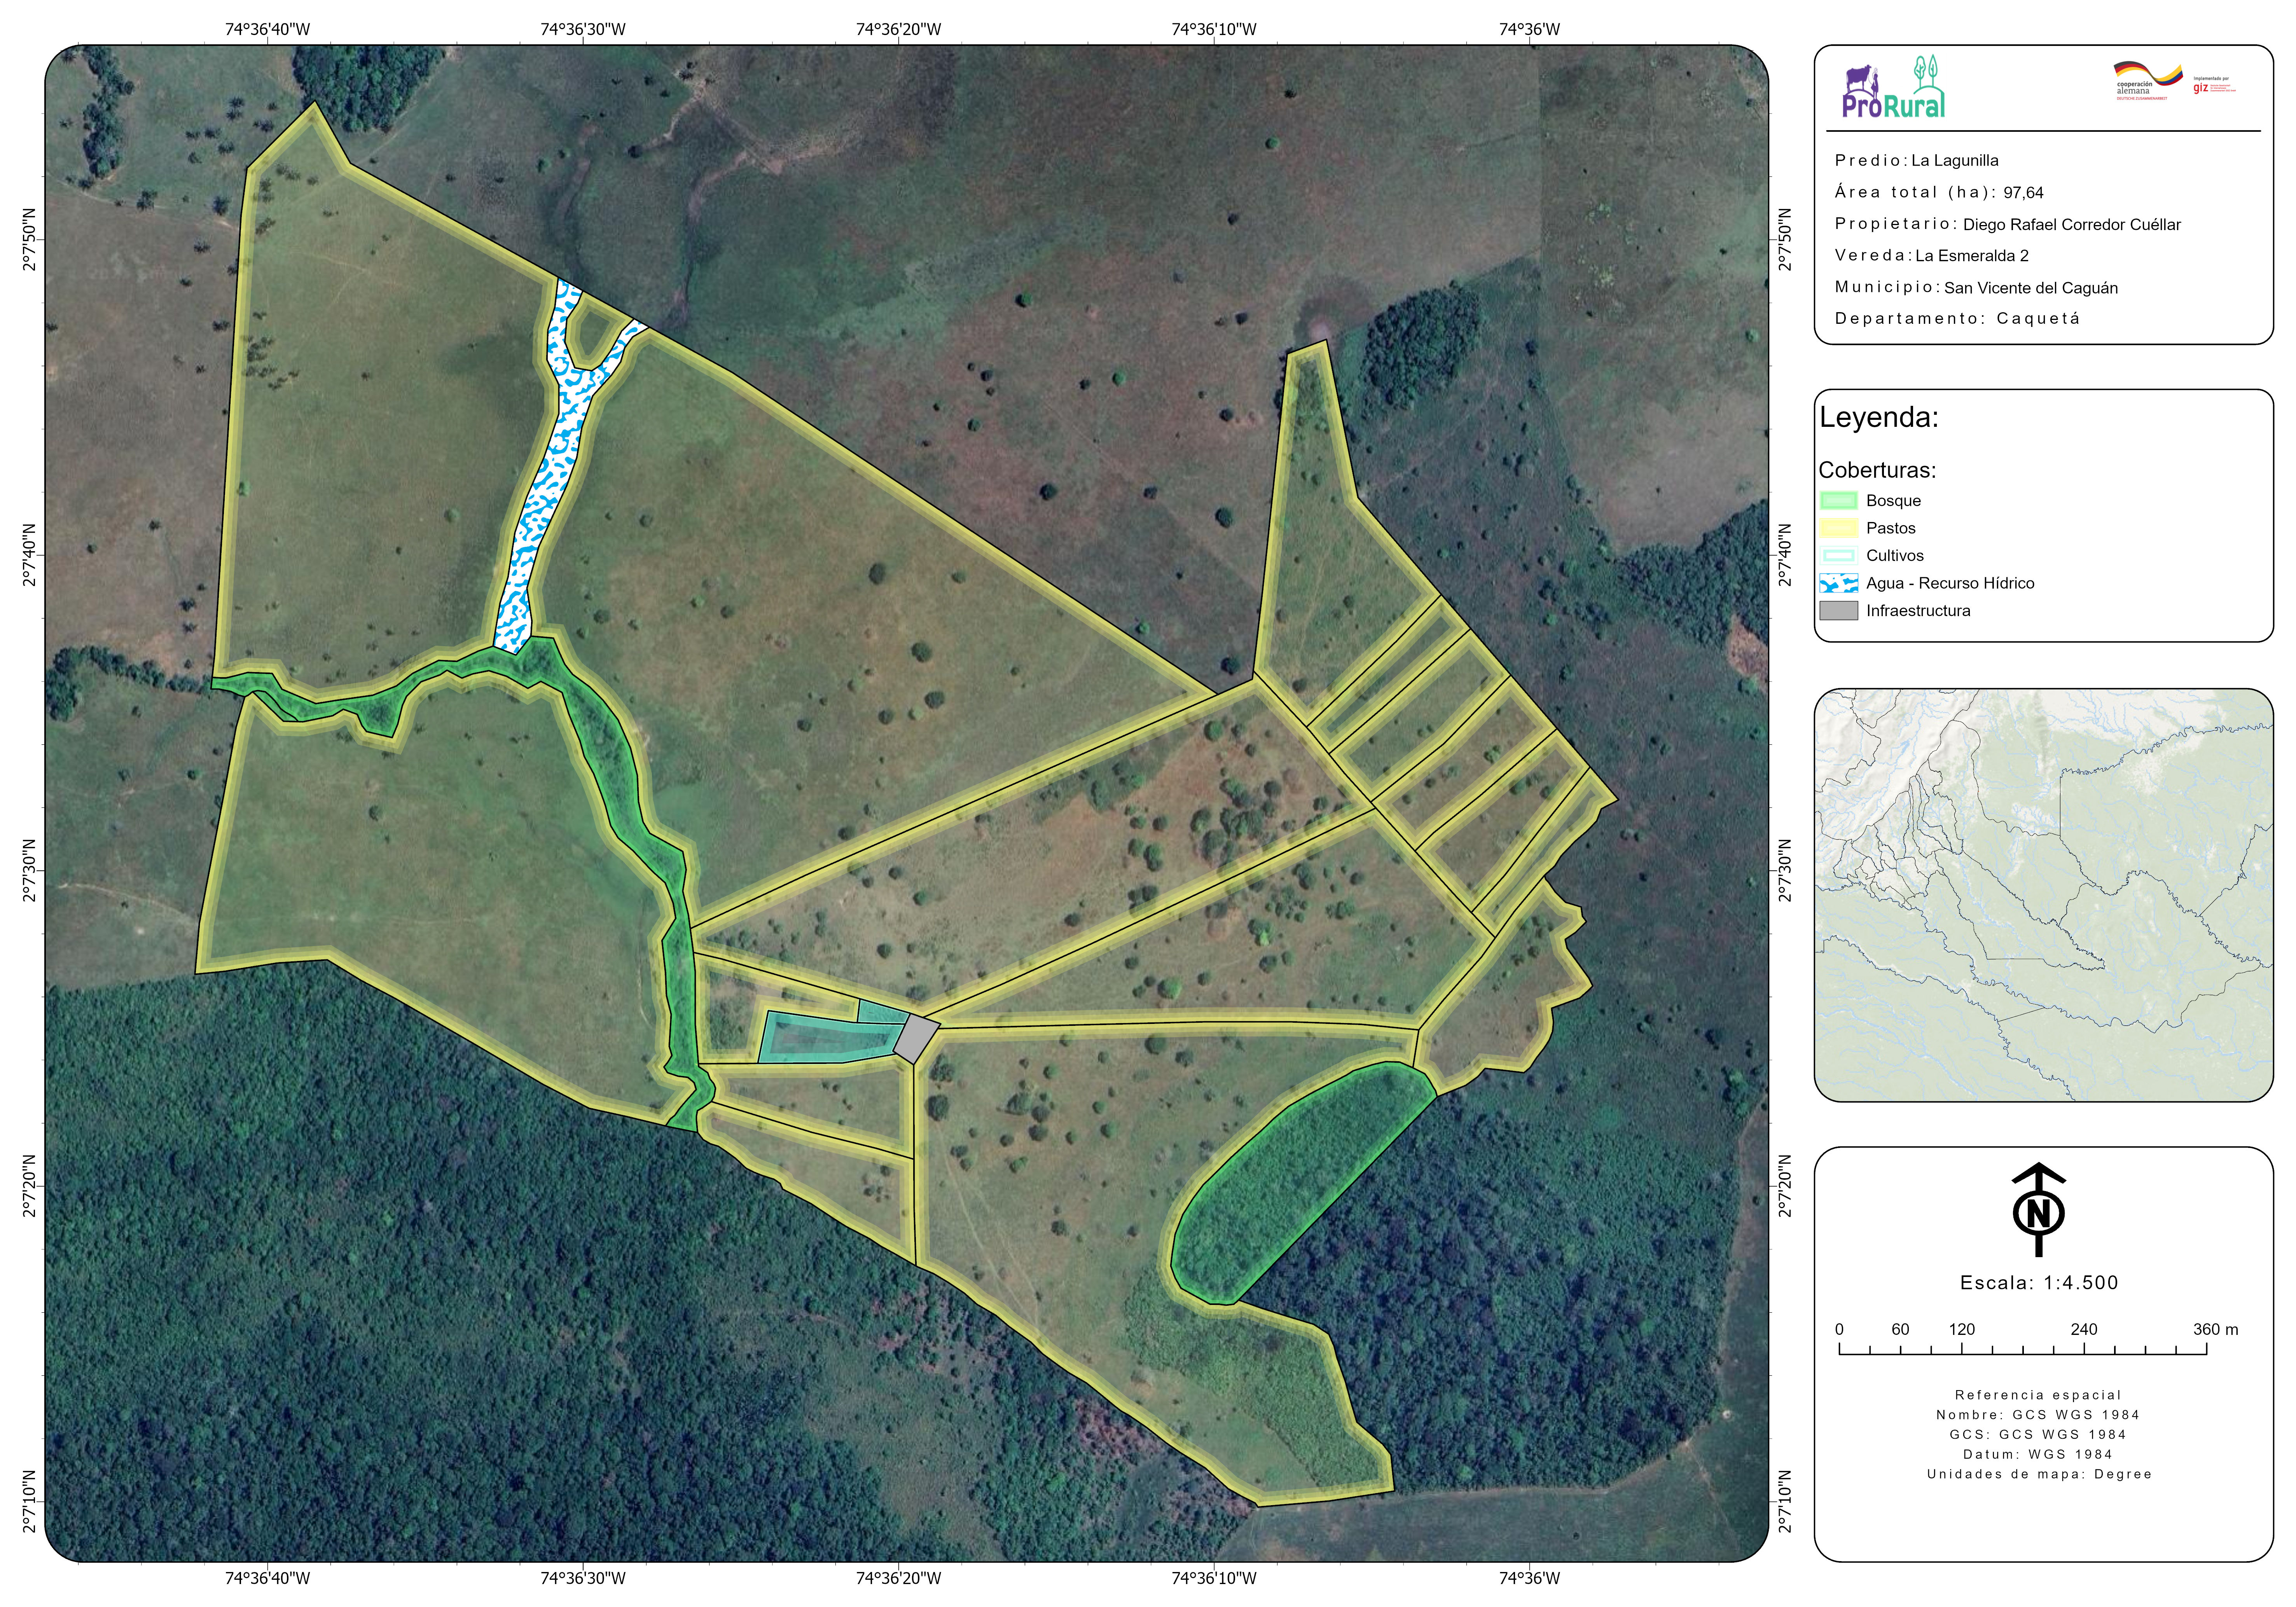 74°36'40"W 74°36'30"W 74°36'20"W 74°36'10"W 74°36'W
2°7'50"N
2°7'40"N
2°7'30"N
2°7'20"N
2°7'10"N
2°7'50"N
2°7'40"N
2°7'30"N
2°7'20"N
2°7'10"N
74°36'40"W 74°36'30"W 74°36'20"W 74°36'10"W 74°36'W
ProRural
cooperación
alemana
DEUTSCHE ZUSAMMENARBEIT
Implementada por
giz
Predio: La Lagunilla
Área total (ha): 97,64
Propietario: Diego Rafael Corredor Cuéllar
Vereda: La Esmeralda 2
Municipio: San Vicente del Caguán
Departamento: Caquetá
Leyenda:
Coberturas:
Bosque
Pastos
Cultivos
Agua - Recurso Hídrico
Infraestructura
N
Escala: 1:4.500
0 60 120 240 360 m
Referencia espacial
Nombre: GCS WGS 1984
GCS: GCS WGS 1984
Datum: WGS 1984
Unidades de mapa: Degree